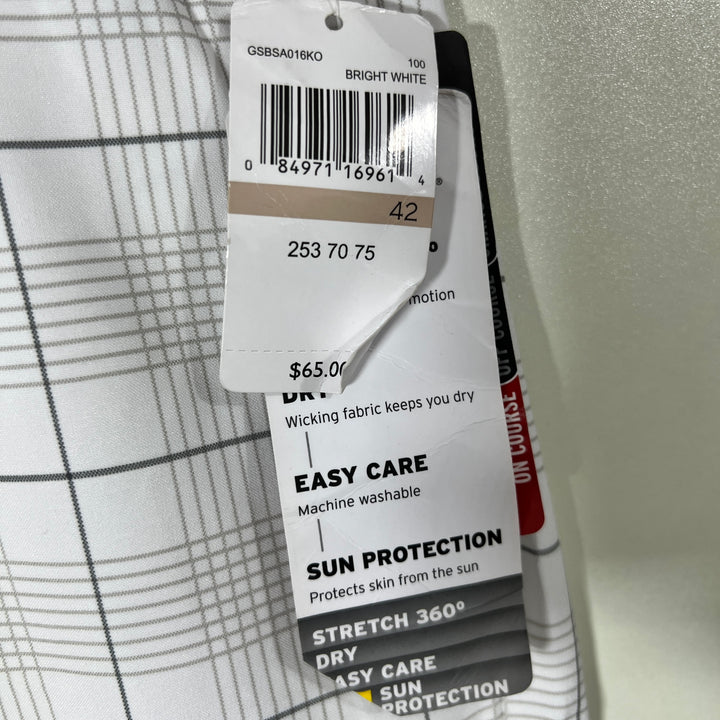 GSBSA016KO
100
BRIGHT WHITE
0 84971 16961 4
42
253 70 75
$65.00
motion
DRY
Wicking fabric keeps you dry
EASY CARE
Machine washable
SUN PROTECTION
Protects skin from the sun
STRETCH 360°
DRY
EASY CARE
SUN
PROTECTION
ON COURSE OFF COURSE